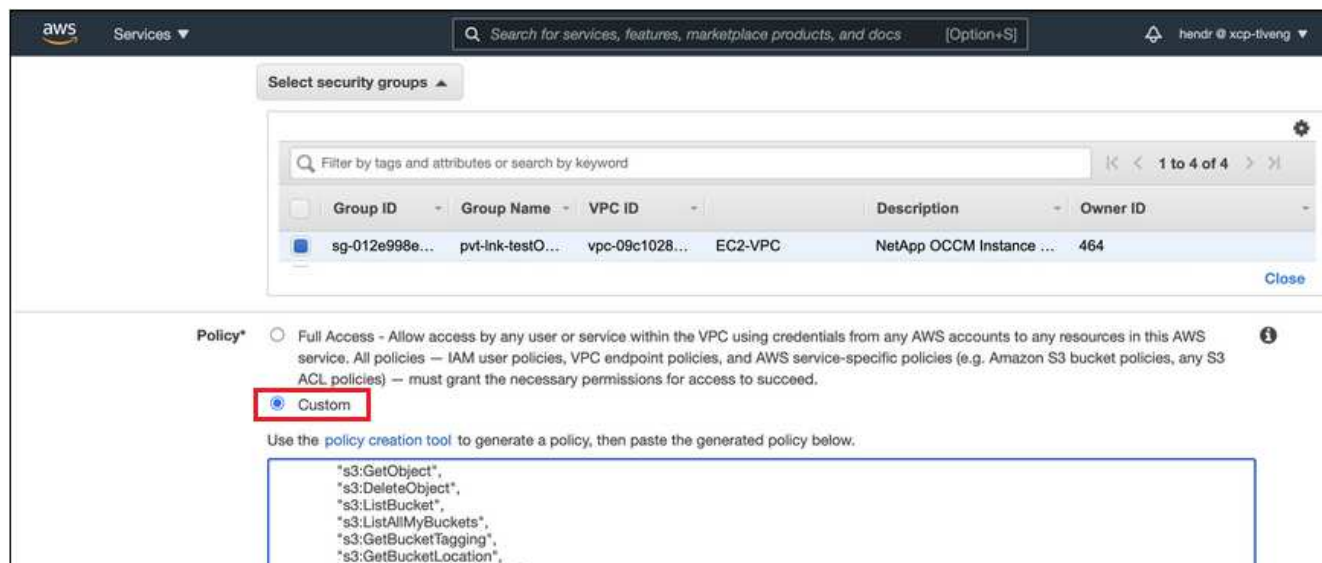 aws Services ▼ Search for services, features, marketplace products, and docs [Option+S] hendr @ xcp-tlveng ▼
Select security groups ▲
Filter by tags and attributes or search by keyword 1 to 4 of 4
Group ID Group Name VPC ID Description Owner ID
sg-012e998e... pvt-lnk-testO... vpc-09c1028... EC2-VPC NetApp OCCM Instance ... 464
Close
Policy* Full Access - Allow access by any user or service within the VPC using credentials from any AWS accounts to any resources in this AWS
service. All policies — IAM user policies, VPC endpoint policies, and AWS service-specific policies (e.g. Amazon S3 bucket policies, any S3
ACL policies) — must grant the necessary permissions for access to succeed.
Custom
Use the policy creation tool to generate a policy, then paste the generated policy below.
"s3:GetObject",
"s3:DeleteObject",
"s3:ListBucket",
"s3:ListAllMyBuckets",
"s3:GetBucketTagging",
"s3:GetBucketLocation",